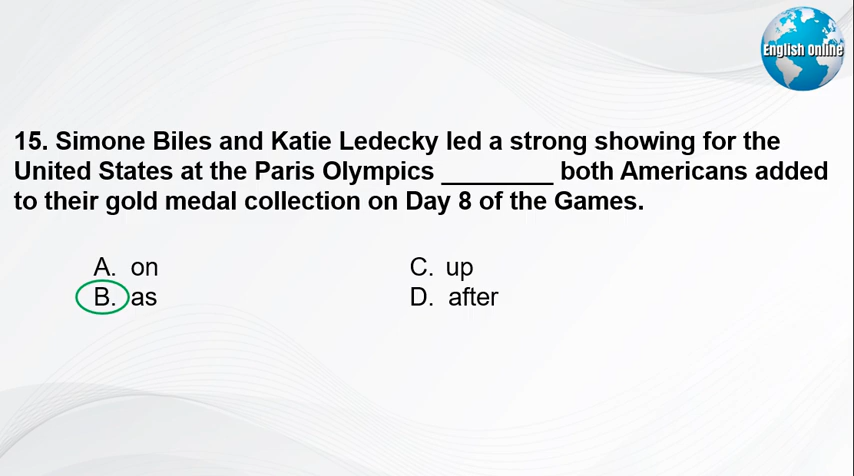 English Online
15. Simone Biles and Katie Ledecky led a strong showing for the
United States at the Paris Olympics ________ both Americans added
to their gold medal collection on Day 8 of the Games.
A. on
B. as
C. up
D. after